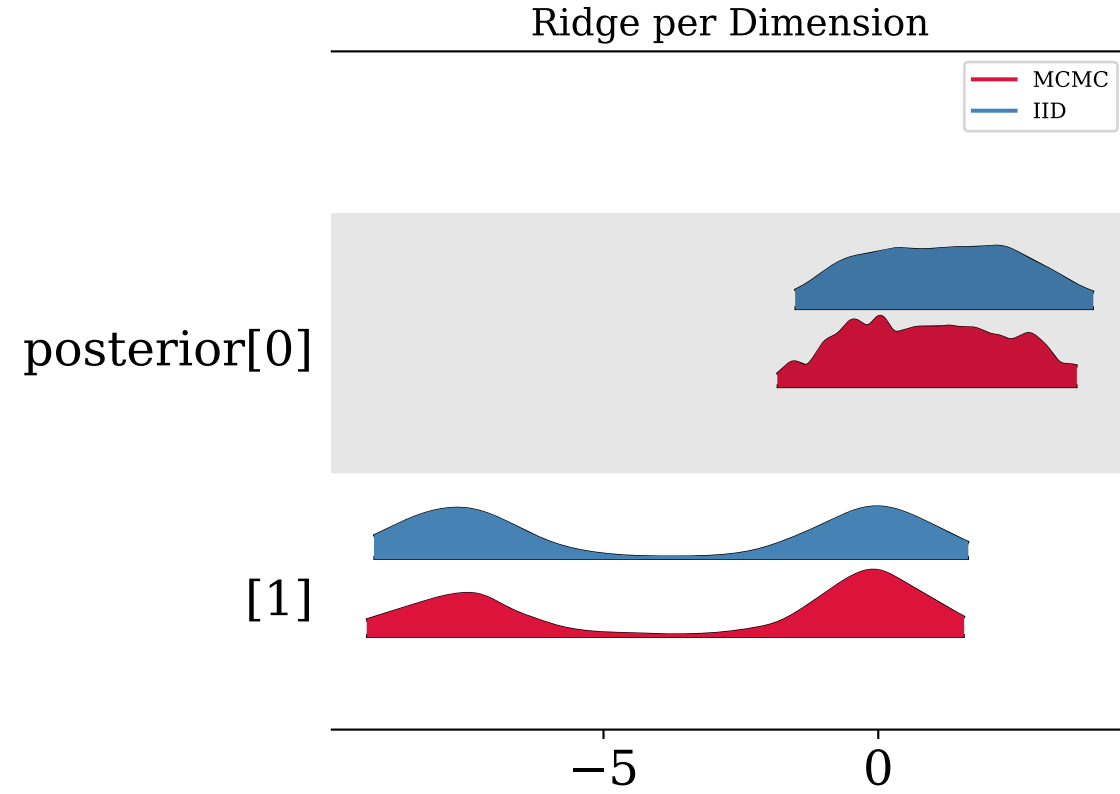 Ridge per Dimension
MCMC
IID
posterior[0]
[1]
−5
0